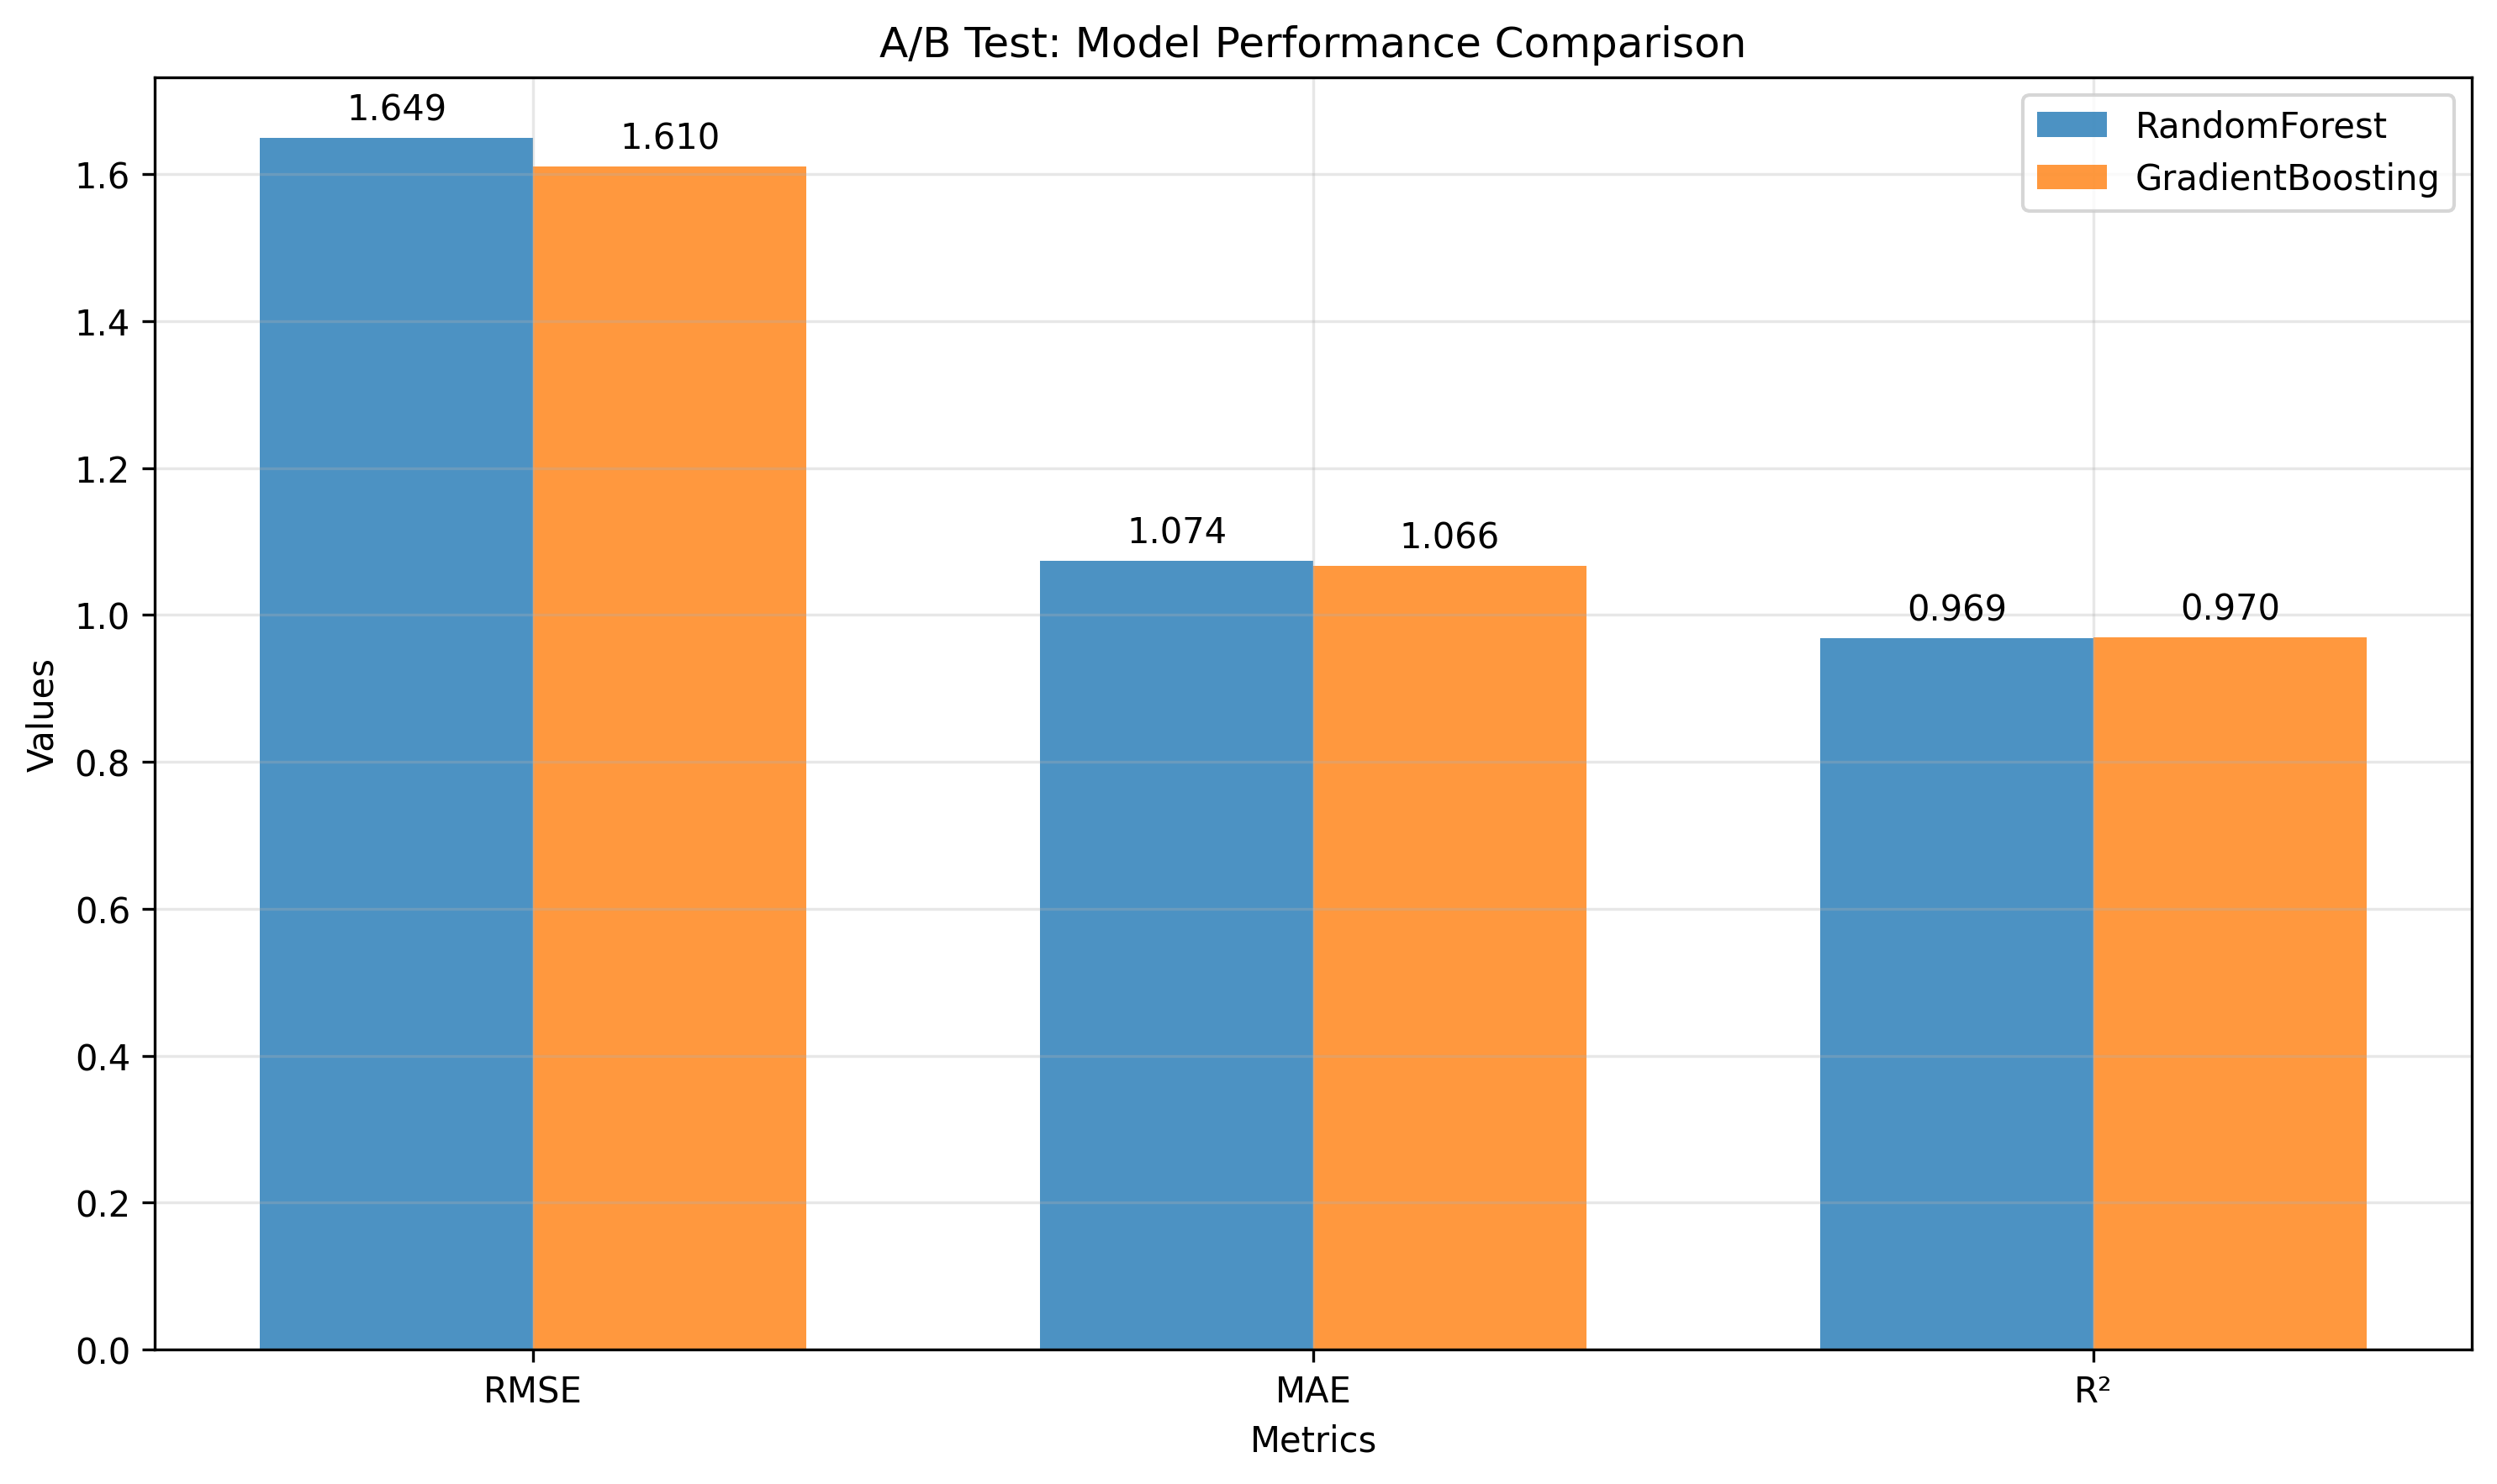 A/B Test: Model Performance Comparison
RandomForest
GradientBoosting
1.649
1.610
1.074
1.066
0.969
0.970
Values
1.6
1.4
1.2
1.0
0.8
0.6
0.4
0.2
0.0
RMSE
MAE
R²
Metrics